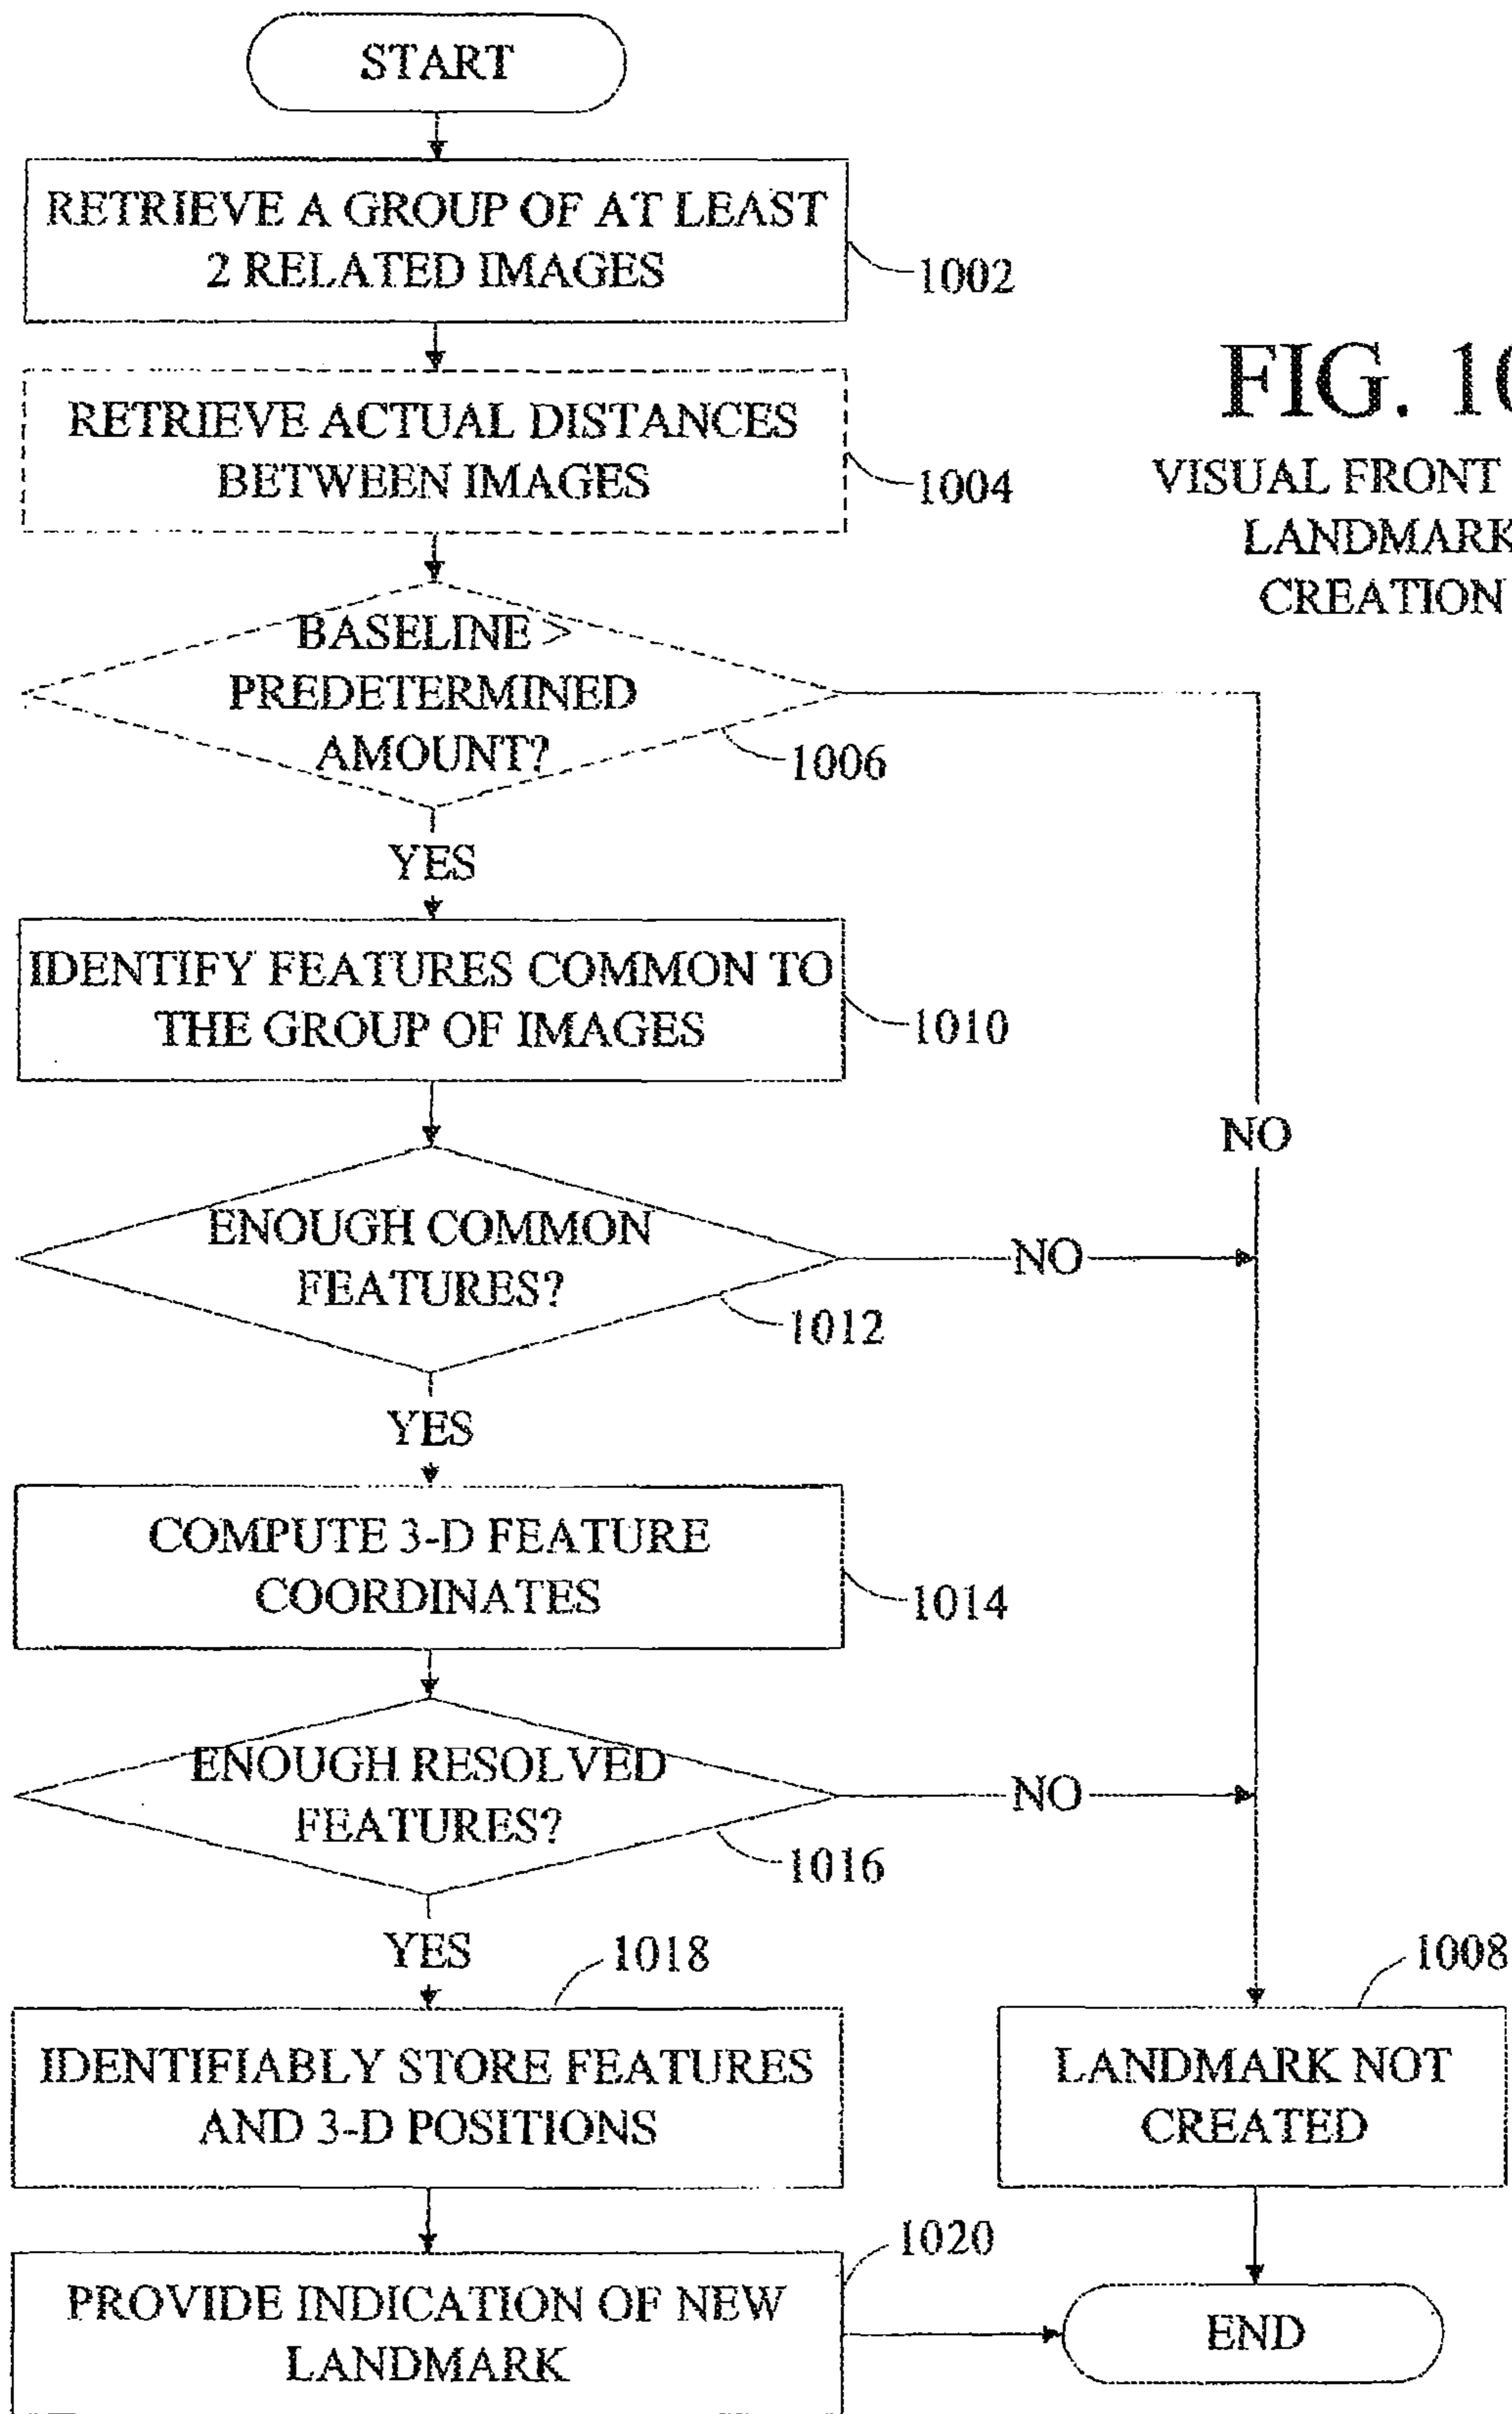 START
RETRIEVE A GROUP OF AT LEAST
2 RELATED IMAGES
1002
RETRIEVE ACTUAL DISTANCES
BETWEEN IMAGES
1004
FIG. 10
VISUAL FRONT
LANDMARK
CREATION
BASELINE >
PREDETERMINED
AMOUNT?
1006
YES
IDENTIFY FEATURES COMMON TO
THE GROUP OF IMAGES
1010
NO
ENOUGH COMMON
FEATURES?
NO
1012
YES
COMPUTE 3-D FEATURE
COORDINATES
1014
ENOUGH RESOLVED
FEATURES?
NO
1016
YES
1018
1008
IDENTIFIABLY STORE FEATURES
AND 3-D POSITIONS
LANDMARK NOT
CREATED
1020
PROVIDE INDICATION OF NEW
LANDMARK
END